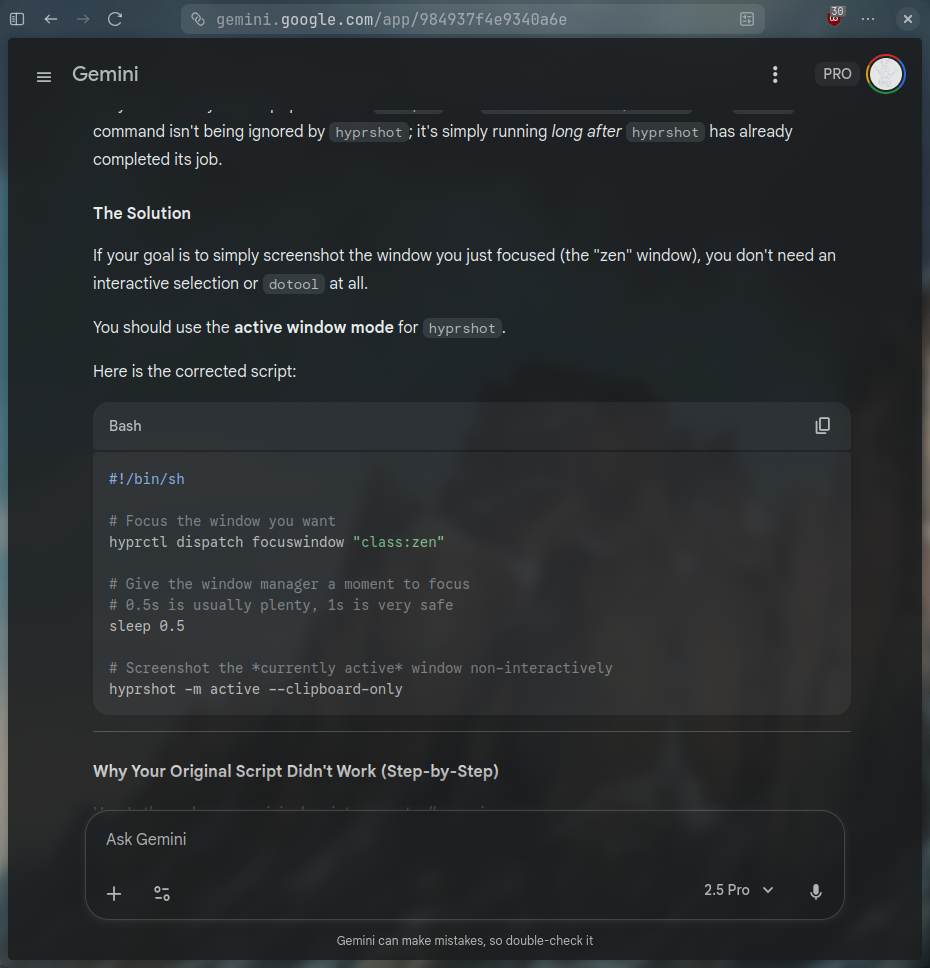 gemini.google.com/app/984937f4e9340a6e
30
Gemini
PRO
command isn't being ignored by hyprshot; it's simply running long after hyprshot has already
completed its job.
The Solution
If your goal is to simply screenshot the window you just focused (the "zen" window), you don't need an
interactive selection or dotool at all.
You should use the active window mode for hyprshot.
Here is the corrected script:
Bash
#!/bin/sh
# Focus the window you want
hyprctl dispatch focuswindow "class:zen"
# Give the window manager a moment to focus
# 0.5s is usually plenty, 1s is very safe
sleep 0.5
# Screenshot the *currently active* window non-interactively
hyprshot -m active --clipboard-only
Why Your Original Script Didn't Work (Step-by-Step)
Ask Gemini
2.5 Pro
Gemini can make mistakes, so double-check it